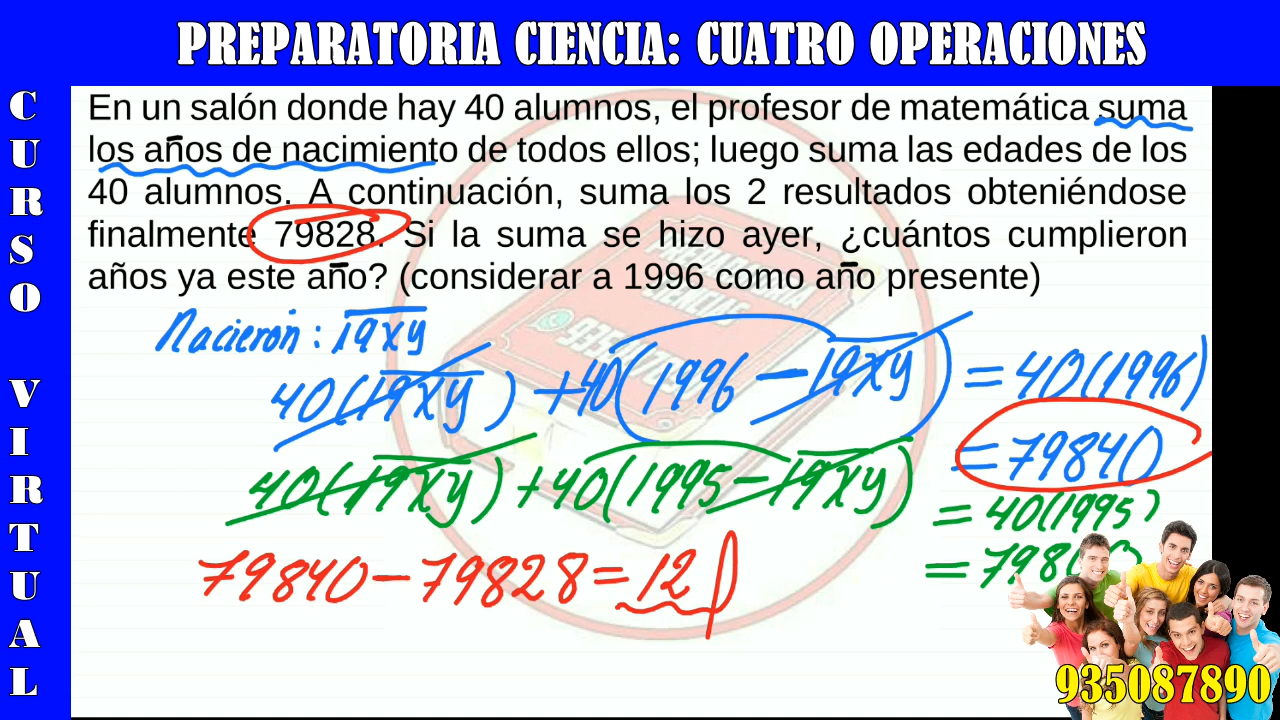 PREPARATORIA CIENCIA: CUATRO OPERACIONES
CURSO VIRTUAL
En un salón donde hay 40 alumnos, el profesor de matemática suma
los años de nacimiento de todos ellos; luego suma las edades de los
40 alumnos. A continuación, suma los 2 resultados obteniéndose
finalmente 79828. Si la suma se hizo ayer, ¿cuántos cumplieron
años ya este año? (considerar a 1996 como año presente)
Nacieron: 19xy
40(19xy) + 40(1996 - 19xy) = 40(1996)
= 79840
40(19xy) + 40(1995 - 19xy)
= 40(1995)
79840 - 79828 = 12
935087890